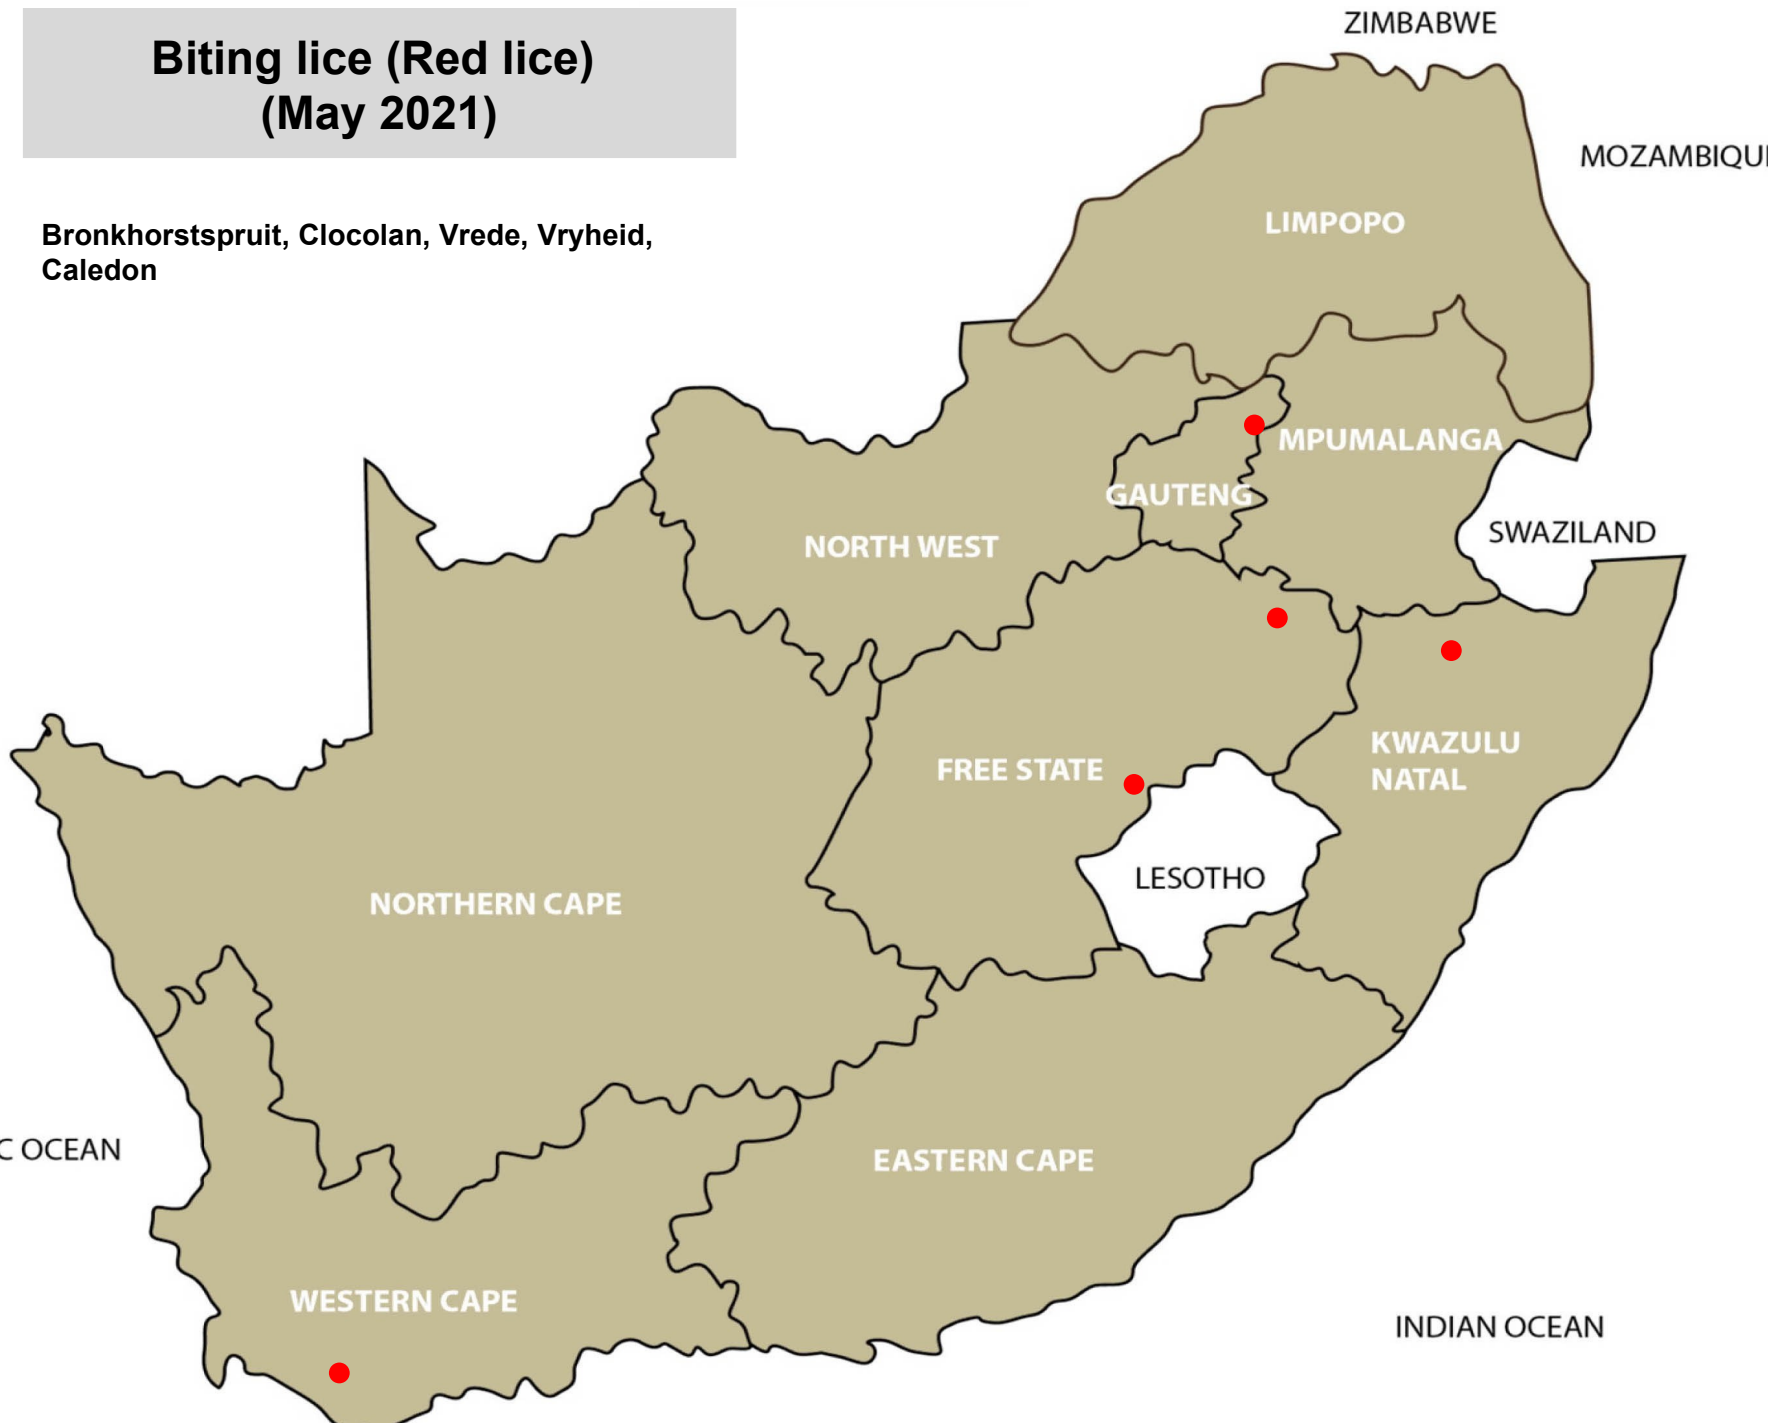 Biting lice (Red lice)
(May 2021)
Bronkhorstspruit, Clocolan, Vrede, Vryheid,
Caledon
ZIMBABWE
MOZAMBIQUE
LIMPOPO
MPUMALANGA
GAUTENG
SWAZILAND
NORTH WEST
KWAZULU
NATAL
FREE STATE
LESOTHO
NORTHERN CAPE
C OCEAN
EASTERN CAPE
WESTERN CAPE
INDIAN OCEAN